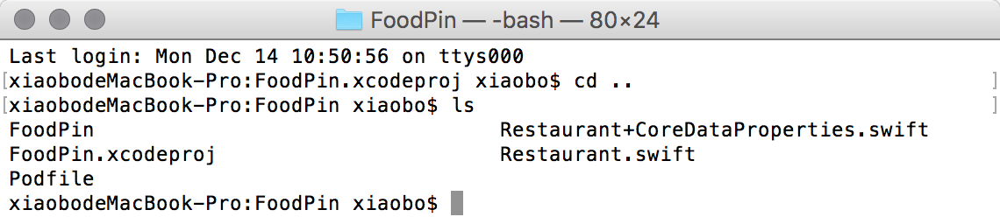 FoodPin — -bash — 80×24
Last login: Mon Dec 14 10:50:56 on ttys000
[xiaobodeMacBook-Pro:FoodPin.xcodeproj xiaobo$ cd .. ]
[xiaobodeMacBook-Pro:FoodPin xiaobo$ ls ]
FoodPin Restaurant+CoreDataProperties.swift
FoodPin.xcodeproj Restaurant.swift
Podfile
xiaobodeMacBook-Pro:FoodPin xiaobo$